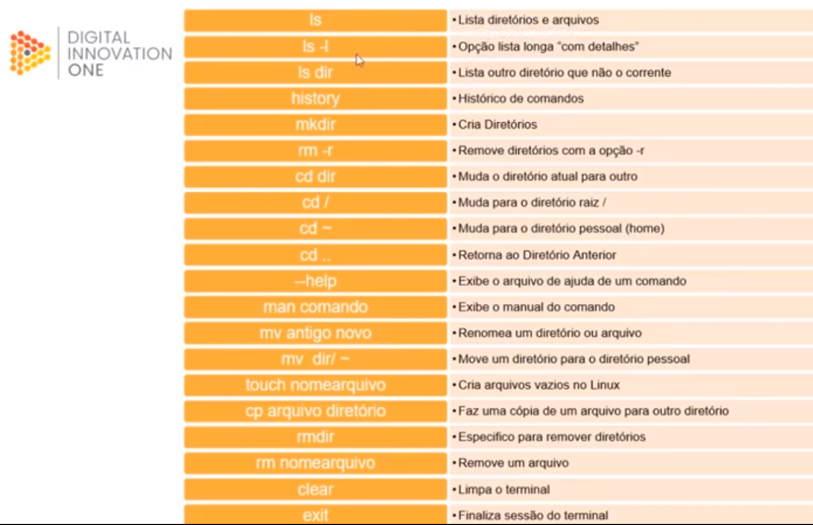 DIGITAL
INNOVATION
ONE
ls
• Lista diretórios e arquivos
ls -l
• Opção lista longa "com detalhes"
ls dir
• Lista outro diretório que não o corrente
history
• Histórico de comandos
mkdir
• Cria Diretórios
rm -r
• Remove diretórios com a opção -r
cd dir
• Muda o diretório atual para outro
cd /
• Muda para o diretório raiz /
cd ~
• Muda para o diretório pessoal (home)
cd ..
• Retorna ao Diretório Anterior
--help
• Exibe o arquivo de ajuda de um comando
man comando
• Exibe o manual do comando
mv antigo novo
• Renomea um diretório ou arquivo
mv dir/ ~
• Move um diretório para o diretório pessoal
touch nomearquivo
• Cria arquivos vazios no Linux
cp arquivo diretório
• Faz uma cópia de um arquivo para outro diretório
rmdir
• Especifico para remover diretórios
rm nomearquivo
• Remove um arquivo
clear
• Limpa o terminal
exit
• Finaliza sessão do terminal